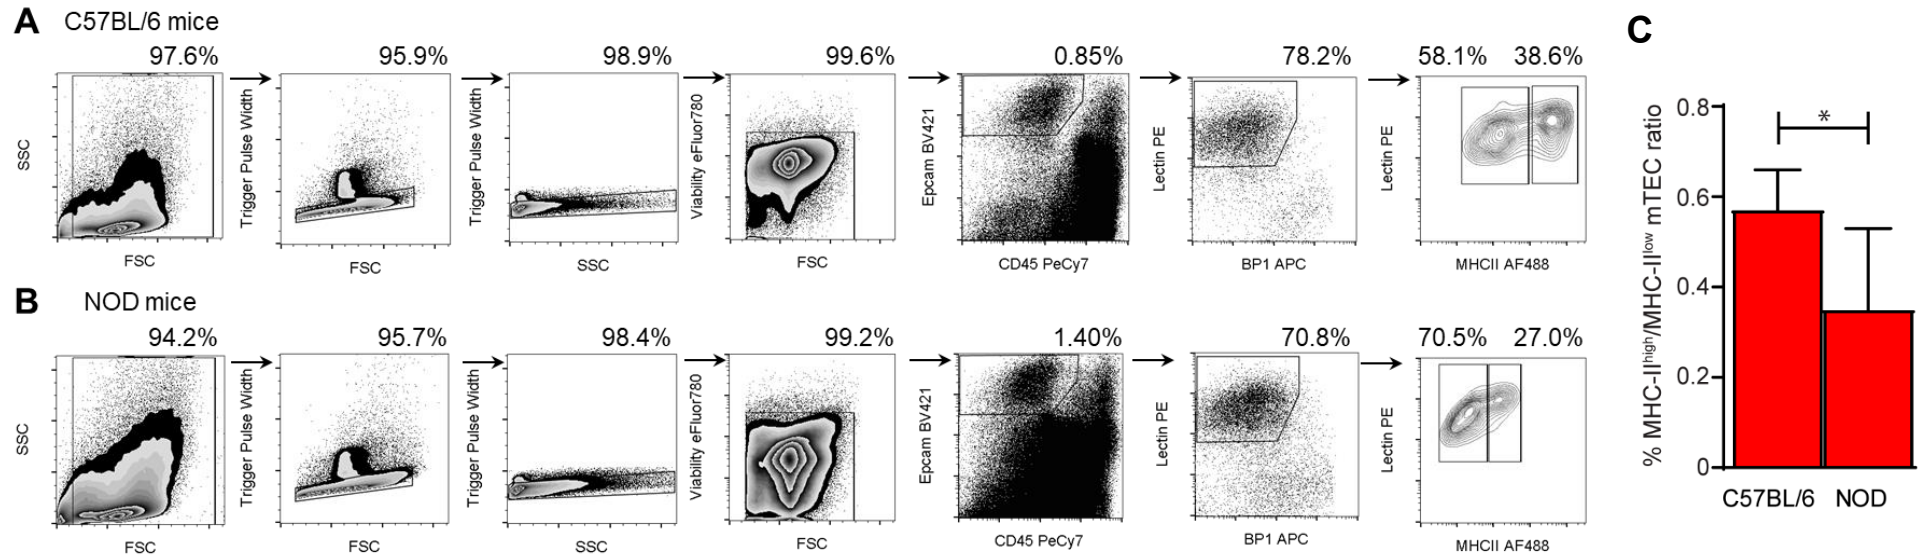 A C57BL/6 mice
97.6% 95.9% 98.9% 99.6% 0.85% 78.2% 58.1% 38.6%
SSC
FSC
Trigger Pulse Width
FSC
Trigger Pulse Width
SSC
Viability eFluor780
FSC
Epcam BV421
CD45 PeCy7
Lectin PE
BP1 APC
Lectin PE
MHCII AF488
B NOD mice
94.2% 95.7% 98.4% 99.2% 1.40% 70.8% 70.5% 27.0%
SSC
FSC
Trigger Pulse Width
FSC
Trigger Pulse Width
SSC
Viability eFluor780
FSC
Epcam BV421
CD45 PeCy7
Lectin PE
BP1 APC
Lectin PE
MHCII AF488
C
% MHC-IIhigh/MHC-IIlow mTEC ratio
0.8
0.6
0.4
0.2
0
*
C57BL/6 NOD